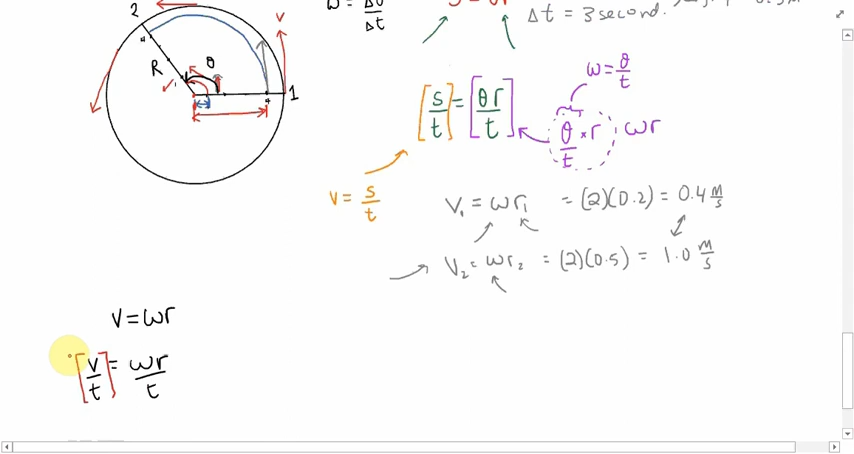 2
v
Δt
Δt = 3 second.
R
θ
1
w = θ/t
[s/t] = [θr/t]
θ/t * r
ωr
v = s/t
V₁ = ωr₁ = (2)(0.2) = 0.4 m/s
V₂ = ωr₂ = (2)(0.5) = 1.0 m/s
V = ωr
[v/t] = ωr/t